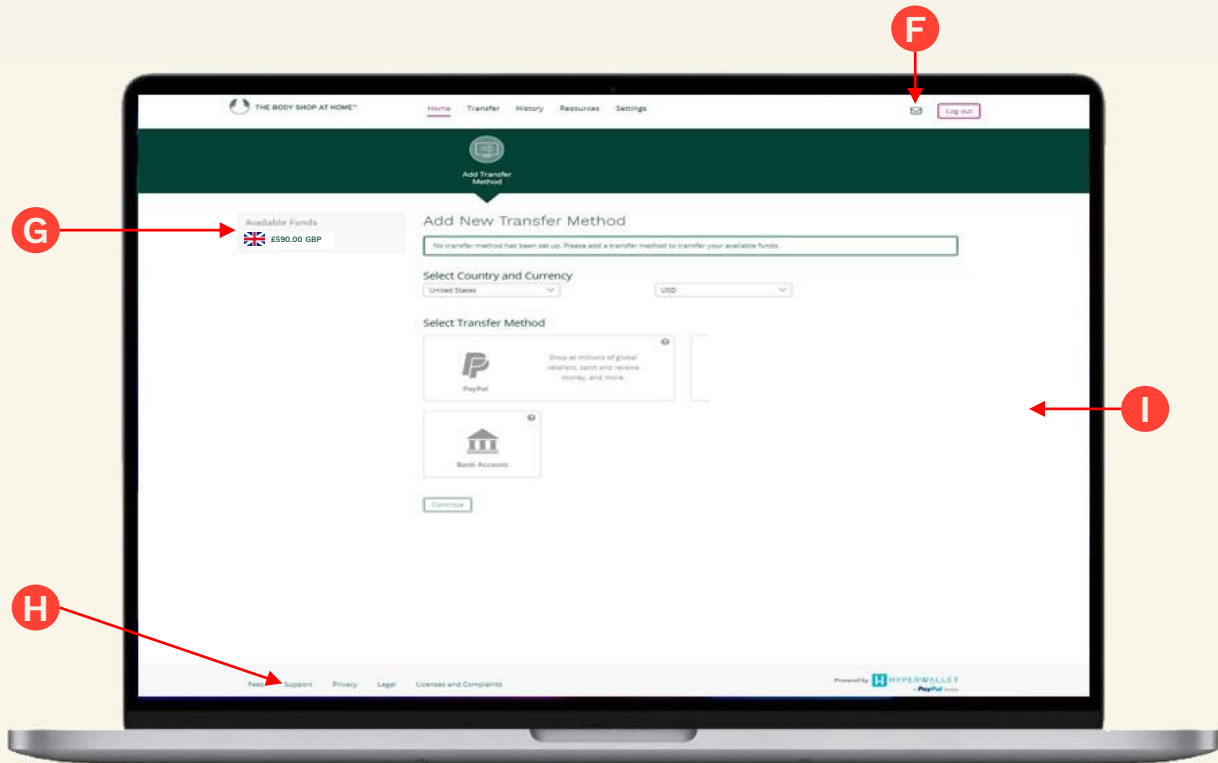 F
THE BODY SHOP AT HOME™
Home Transfer History Resources Settings
Log out
Add Transfer
Method
G
Available Funds
£590.00 GBP
Add New Transfer Method
No transfer method has been set up. Please add a transfer method to transfer your available funds.
Select Country and Currency
United States USD
Select Transfer Method
PayPal
Shop at millions of global
retailers, send and receive
money, and more.
I
Bank Account
Continue
H
Fees Support Privacy Legal Licenses and Complaints
Powered by HYPERWALLET
PayPal